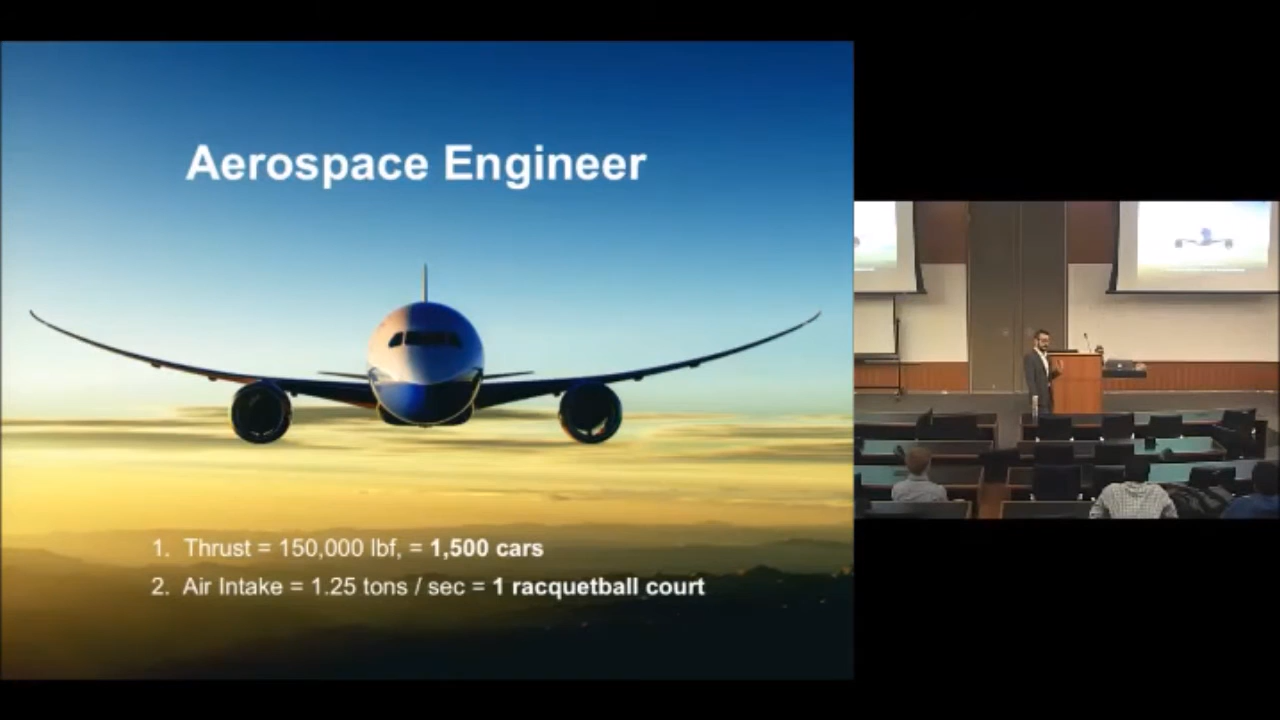 Aerospace Engineer
1. Thrust = 150,000 lbf, = 1,500 cars
2. Air Intake = 1.25 tons / sec = 1 racquetball court